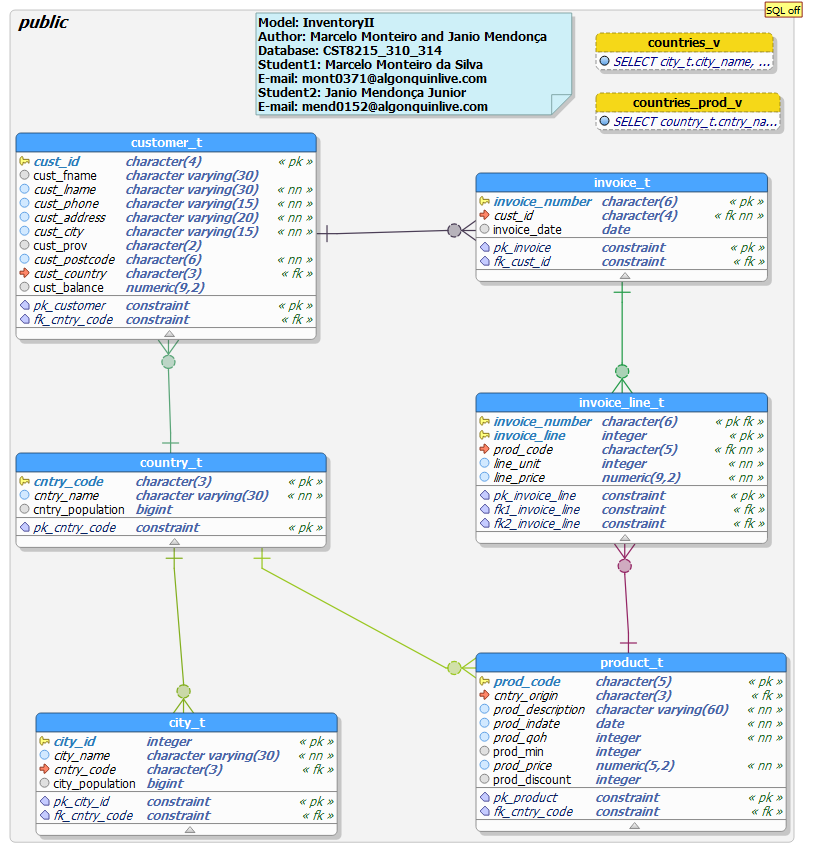 SQL off
public
Model: InventoryII
Author: Marcelo Monteiro and Janio Mendonça
Database: CST8215_310_314
Student1: Marcelo Monteiro da Silva
E-mail: mont0371@algonquinlive.com
Student2: Janio Mendonça Junior
E-mail: mend0152@algonquinlive.com
countries_v
SELECT city_t.city_name, ...
countries_prod_v
SELECT country_t.cntry_na...
customer_t
cust_id character(4) « pk »
cust_fname character varying(30)
cust_lname character varying(30) « nn »
cust_phone character varying(15) « nn »
cust_address character varying(20) « nn »
cust_city character varying(15) « nn »
cust_prov character(2)
cust_postcode character(6) « nn »
cust_country character(3) « fk »
cust_balance numeric(9,2)
pk_customer constraint « pk »
fk_cntry_code constraint « fk »
invoice_t
invoice_number character(6) « pk »
cust_id character(4) « fk nn »
invoice_date date
pk_invoice constraint « pk »
fk_cust_id constraint « fk »
invoice_line_t
invoice_number character(6) « pk fk »
invoice_line integer « pk »
prod_code character(5) « fk nn »
line_unit integer « nn »
line_price numeric(9,2) « nn »
pk_invoice_line constraint « pk »
fk1_invoice_line constraint « fk »
fk2_invoice_line constraint « fk »
country_t
cntry_code character(3) « pk »
cntry_name character varying(30) « nn »
cntry_population bigint
pk_cntry_code constraint « pk »
product_t
prod_code character(5) « pk »
cntry_origin character(3) « fk »
prod_description character varying(60) « nn »
prod_indate date « nn »
prod_qoh integer « nn »
prod_min integer
prod_price numeric(5,2) « nn »
prod_discount integer
pk_product constraint « pk »
fk_cntry_code constraint « fk »
city_t
city_id integer « pk »
city_name character varying(30) « nn »
cntry_code character(3) « fk »
city_population bigint
pk_city_id constraint « pk »
fk_cntry_code constraint « fk »